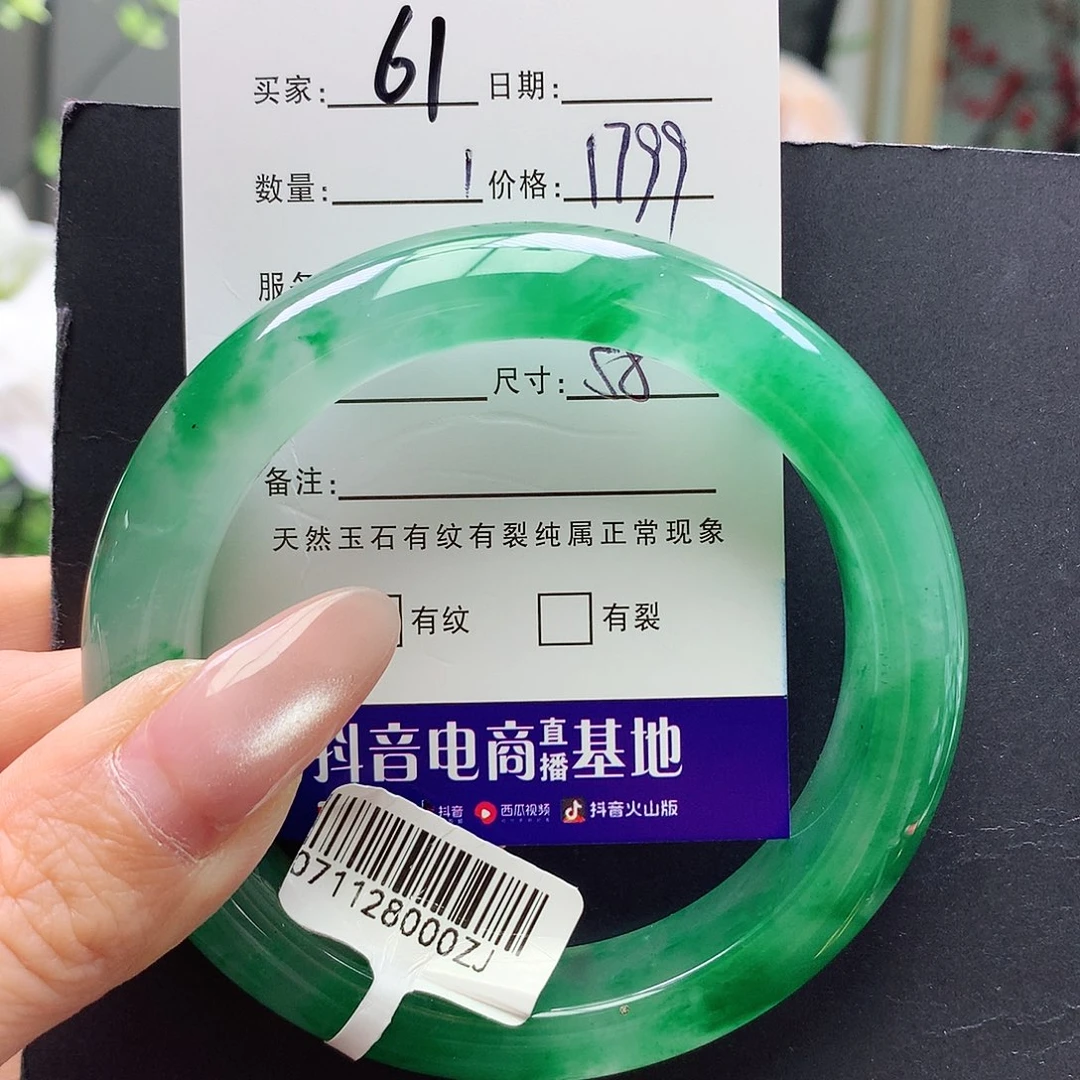 买家: 61 日期:
数量: 1 价格: 1799
服务
尺寸: 58
备注:
天然玉石有纹有裂纯属正常现象
有纹 有裂
抖音电商直播基地
抖音 西瓜视频 抖音火山版
071128000ZJ